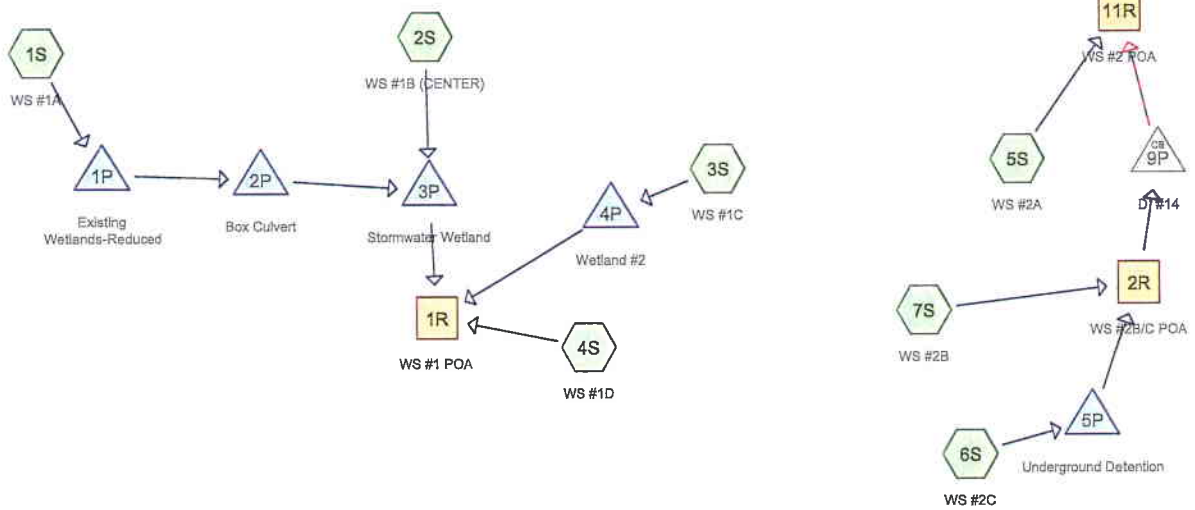 11R
WS #2 POA
1S
WS #1A
2S
WS #1B (CENTER)
1P
Existing
Wetlands-Reduced
2P
Box Culvert
3P
Stormwater Wetland
3S
WS #1C
4P
Wetland #2
1R
WS #1 POA
4S
WS #1D
5S
WS #2A
CB
9P
#14
2R
WS #2B/C POA
7S
WS #2B
5P
Underground Detention
6S
WS #2C